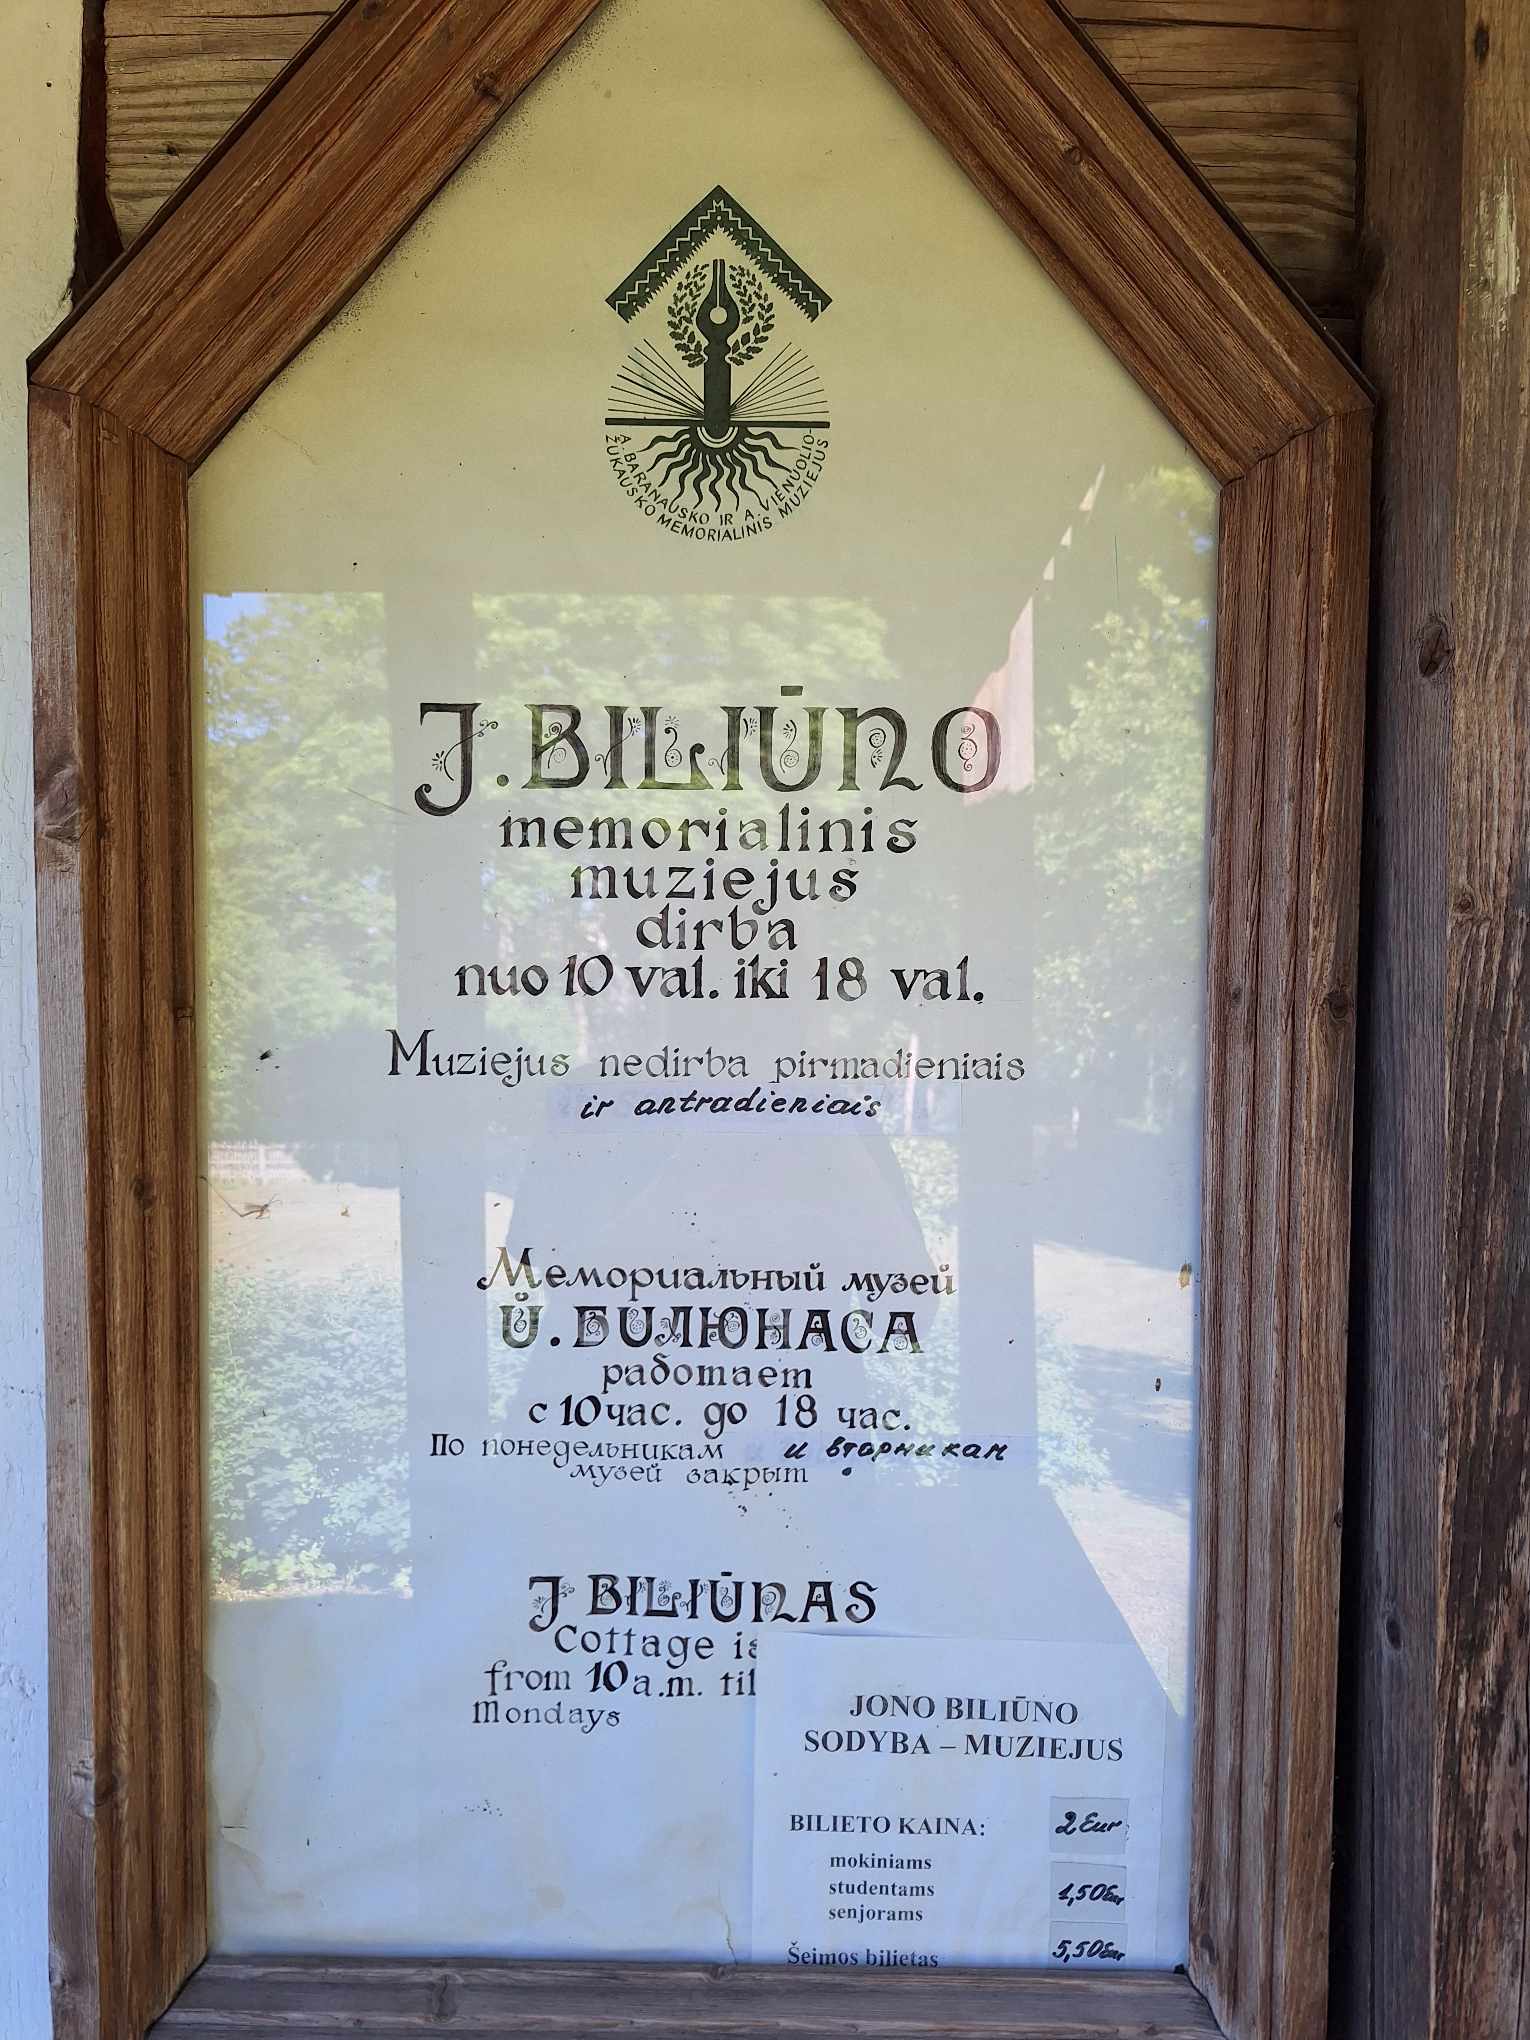 A. BARANAUSKO IR A. VIENUOLIO-
ŽUKAUSKO MEMORIALINIS MUZIEJUS
J. BILIŪNO
memorialinis
muziejus
dirba
nuo 10 val. iki 18 val.
Muziejus nedirba pirmadieniais
ir antradieniais
Мемориальный музей
Й. БИЛЮНАСА
работает
с 10 час. до 18 час.
По понедельникам и вторникам
музей закрыт
J BILIŪNAS
Cottage
from 10 a.m.
Mondays
JONO BILIŪNO
SODYBA – MUZIEJUS
BILIETO KAINA: 2 Eur
mokiniams
studentams 1,50 Eur
senjorams
Šeimos bilietas 5,50 Eur